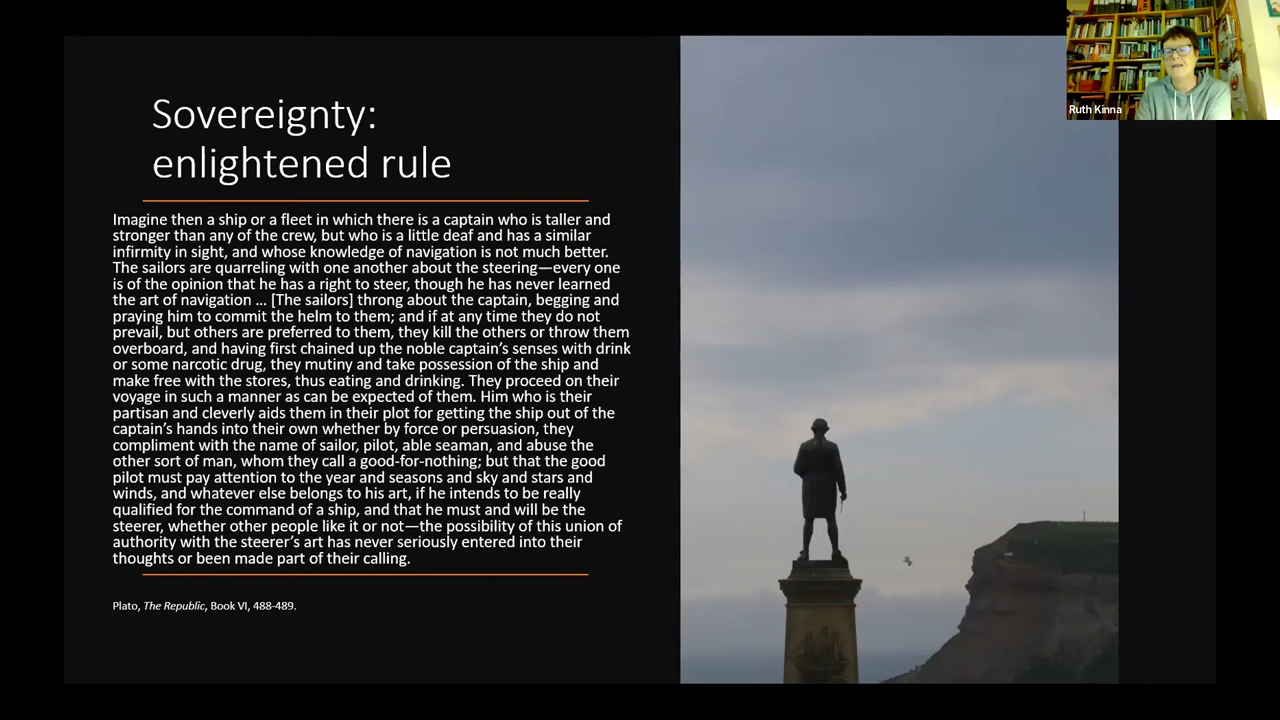 Sovereignty:
enlightened rule
Imagine then a ship or a fleet in which there is a captain who is taller and
stronger than any of the crew, but who is a little deaf and has a similar
infirmity in sight, and whose knowledge of navigation is not much better.
The sailors are quarreling with one another about the steering—every one
is of the opinion that he has a right to steer, though he has never learned
the art of navigation ... [The sailors] throng about the captain, begging and
praying him to commit the helm to them; and if at any time they do not
prevail, but others are preferred to them, they kill the others or throw them
overboard, and having first chained up the noble captain’s senses with drink
or some narcotic drug, they mutiny and take possession of the ship and
make free with the stores, thus eating and drinking. They proceed on their
voyage in such a manner as can be expected of them. Him who is their
partisan and cleverly aids them in their plot for getting the ship out of the
captain’s hands into their own whether by force or persuasion, they
compliment with the name of sailor, pilot, able seaman, and abuse the
other sort of man, whom they call a good-for-nothing; but that the good
pilot must pay attention to the year and seasons and sky and stars and
winds, and whatever else belongs to his art, if he intends to be really
qualified for the command of a ship, and that he must and will be the
steerer, whether other people like it or not—the possibility of this union of
authority with the steerer’s art has never seriously entered into their
thoughts or been made part of their calling.
Plato, The Republic, Book VI, 488-489.
Ruth Kinna